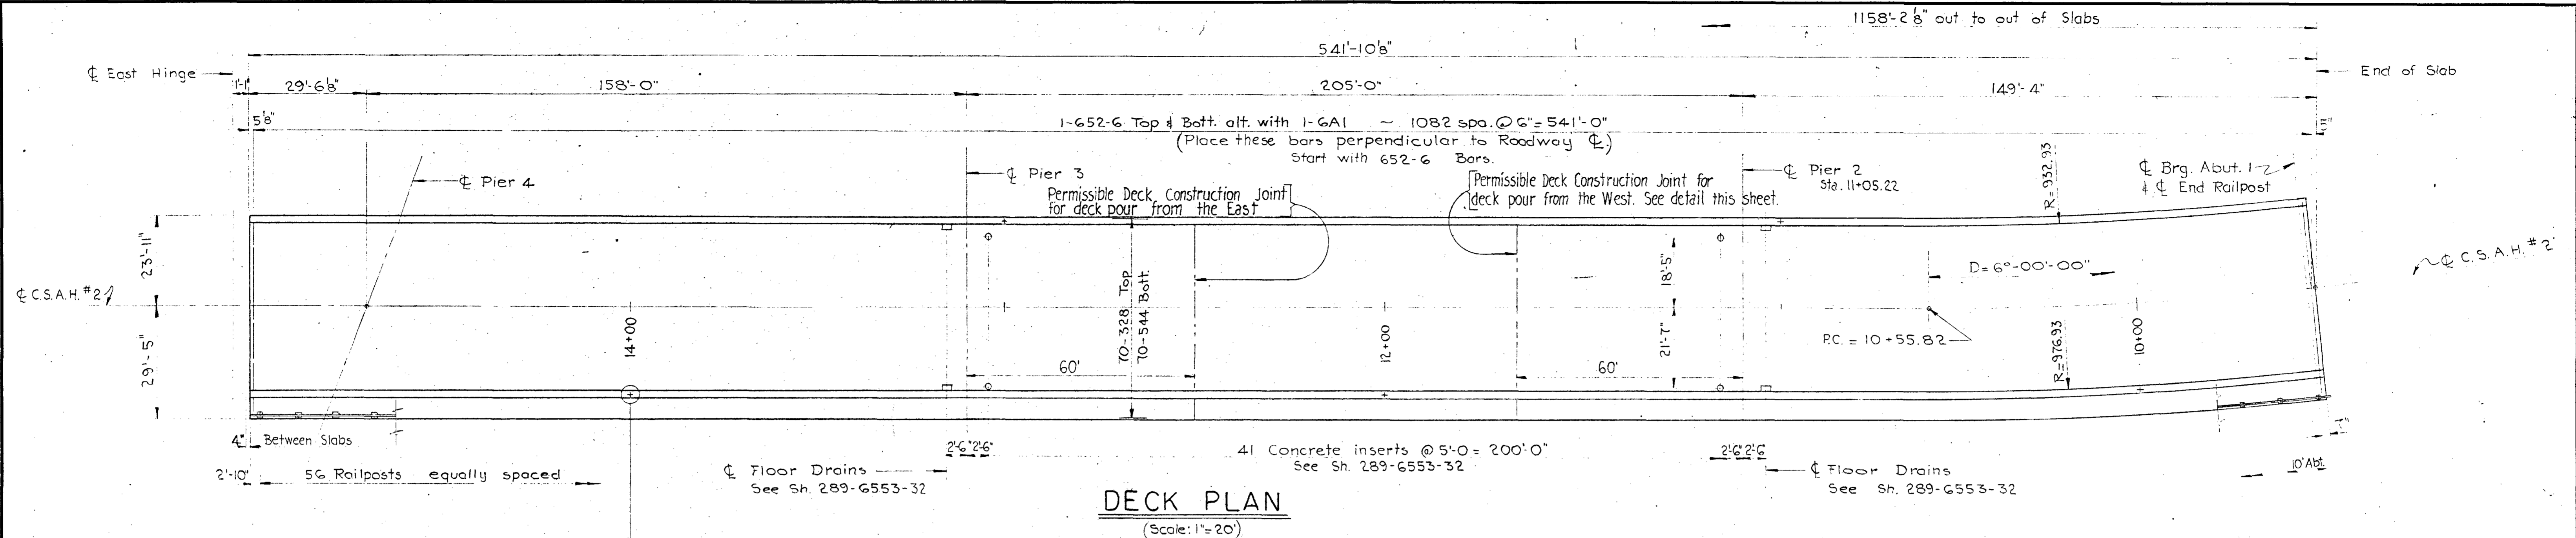 1158'-2⅛" out to out of Slabs
541'-10⅛"
℄ East Hinge
End of Slab
1'-1"
29'-6⅛"
158'-0"
205'-0"
149'-4"
5⅛"
1-652-6 Top & Bott. alt. with 1-6A1 ~ 1082 spa. @ 6" = 541'-0"
(Place these bars perpendicular to Roadway ℄.)
Start with 652-6 Bars.
5"
℄ Pier 4
℄ Pier 3
℄ Pier 2
Sta. 11+05.22
R=932.93
℄ Brg. Abut. 1
& ℄ End Railpost
Permissible Deck Construction Joint
for deck pour from the East
Permissible Deck Construction Joint for
deck pour from the West. See detail this sheet.
23'-11"
29'-5"
℄ C.S.A.H. #2
℄ C.S.A.H. #2
14+00
70-328 Top
70-544 Bott.
12+00
18'-5"
21'-7"
D= 6°-00'-00"
P.C. = 10+55.82
R=976.93
10+00
60'
60'
4" Between Slabs
2'-10"
56 Railposts equally spaced
℄ Floor Drains
See Sh. 289-6553-32
2'-6" 2'-6"
41 Concrete inserts @ 5'-0 = 200'-0"
See Sh. 289-6553-32
2'-6" 2'-6"
℄ Floor Drains
See Sh. 289-6553-32
10' Abt.
DECK PLAN
(Scale: 1"=20')